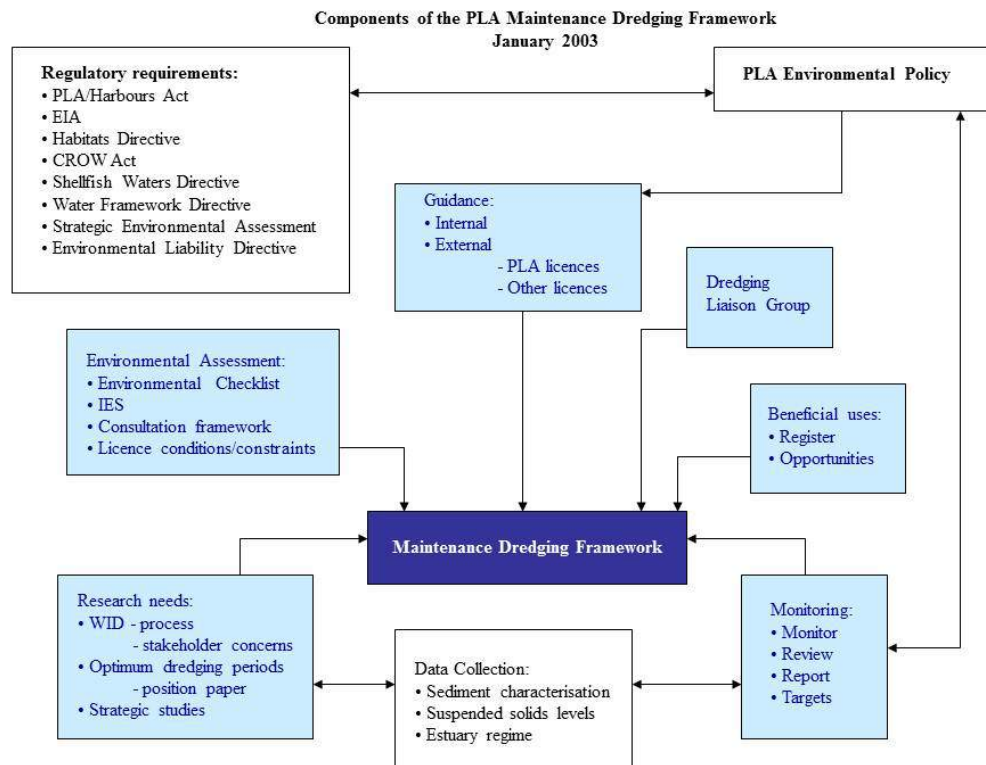 Components of the PLA Maintenance Dredging Framework
January 2003
Regulatory requirements:
• PLA/Harbours Act
• EIA
• Habitats Directive
• CROW Act
• Shellfish Waters Directive
• Water Framework Directive
• Strategic Environmental Assessment
• Environmental Liability Directive
PLA Environmental Policy
Guidance:
• Internal
• External
- PLA licences
- Other licences
Dredging
Liaison Group
Environmental Assessment:
• Environmental Checklist
• IES
• Consultation framework
• Licence conditions/constraints
Beneficial uses:
• Register
• Opportunities
Maintenance Dredging Framework
Research needs:
• WID - process
- stakeholder concerns
• Optimum dredging periods
- position paper
• Strategic studies
Data Collection:
• Sediment characterisation
• Suspended solids levels
• Estuary regime
Monitoring:
• Monitor
• Review
• Report
• Targets